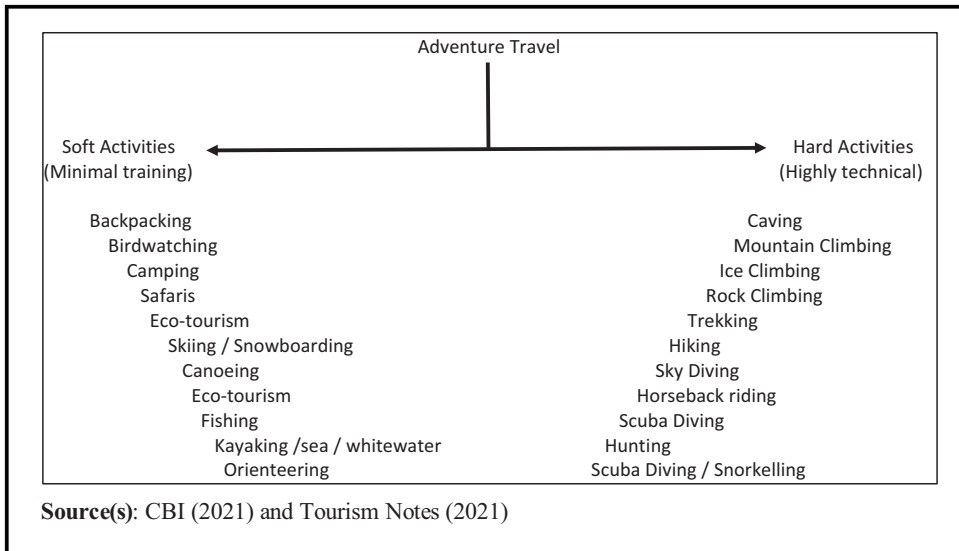 Adventure Travel
Soft Activities
(Minimal training)
Hard Activities
(Highly technical)
Backpacking
Birdwatching
Camping
Safaris
Eco-tourism
Skiing / Snowboarding
Canoeing
Eco-tourism
Fishing
Kayaking /sea / whitewater
Orienteering
Caving
Mountain Climbing
Ice Climbing
Rock Climbing
Trekking
Hiking
Sky Diving
Horseback riding
Scuba Diving
Hunting
Scuba Diving / Snorkelling
Source(s): CBI (2021) and Tourism Notes (2021)